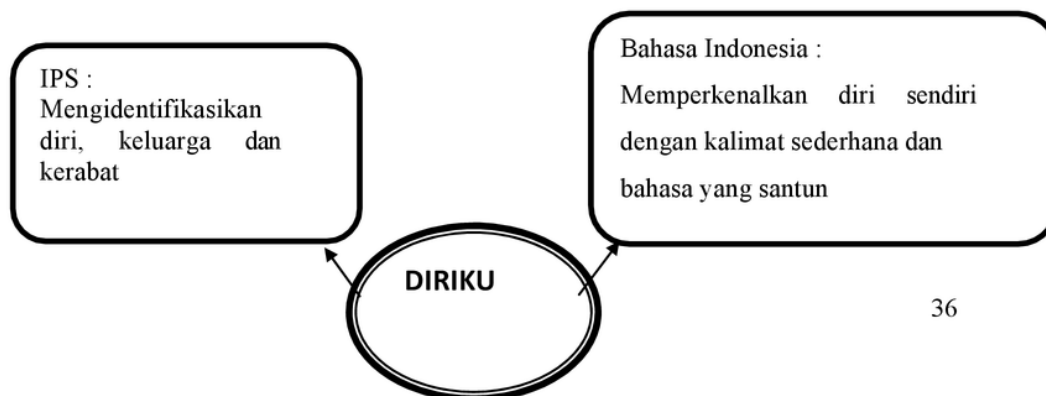 IPS :
Mengidentifikasikan
diri, keluarga dan
kerabat
Bahasa Indonesia :
Memperkenalkan diri sendiri
dengan kalimat sederhana dan
bahasa yang santun
DIRIKU
36